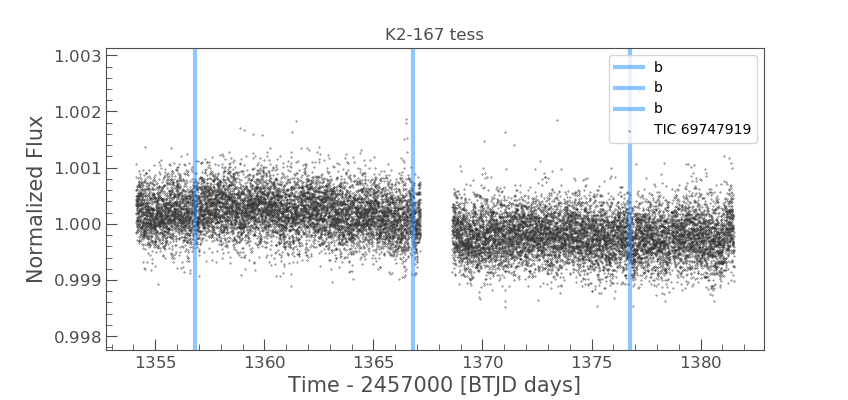 K2-167 tess
Normalized Flux
1.003
1.002
1.001
1.000
0.999
0.998
b
b
b
TIC 69747919
1355
1360
1365
1370
1375
1380
Time - 2457000 [BTJD days]